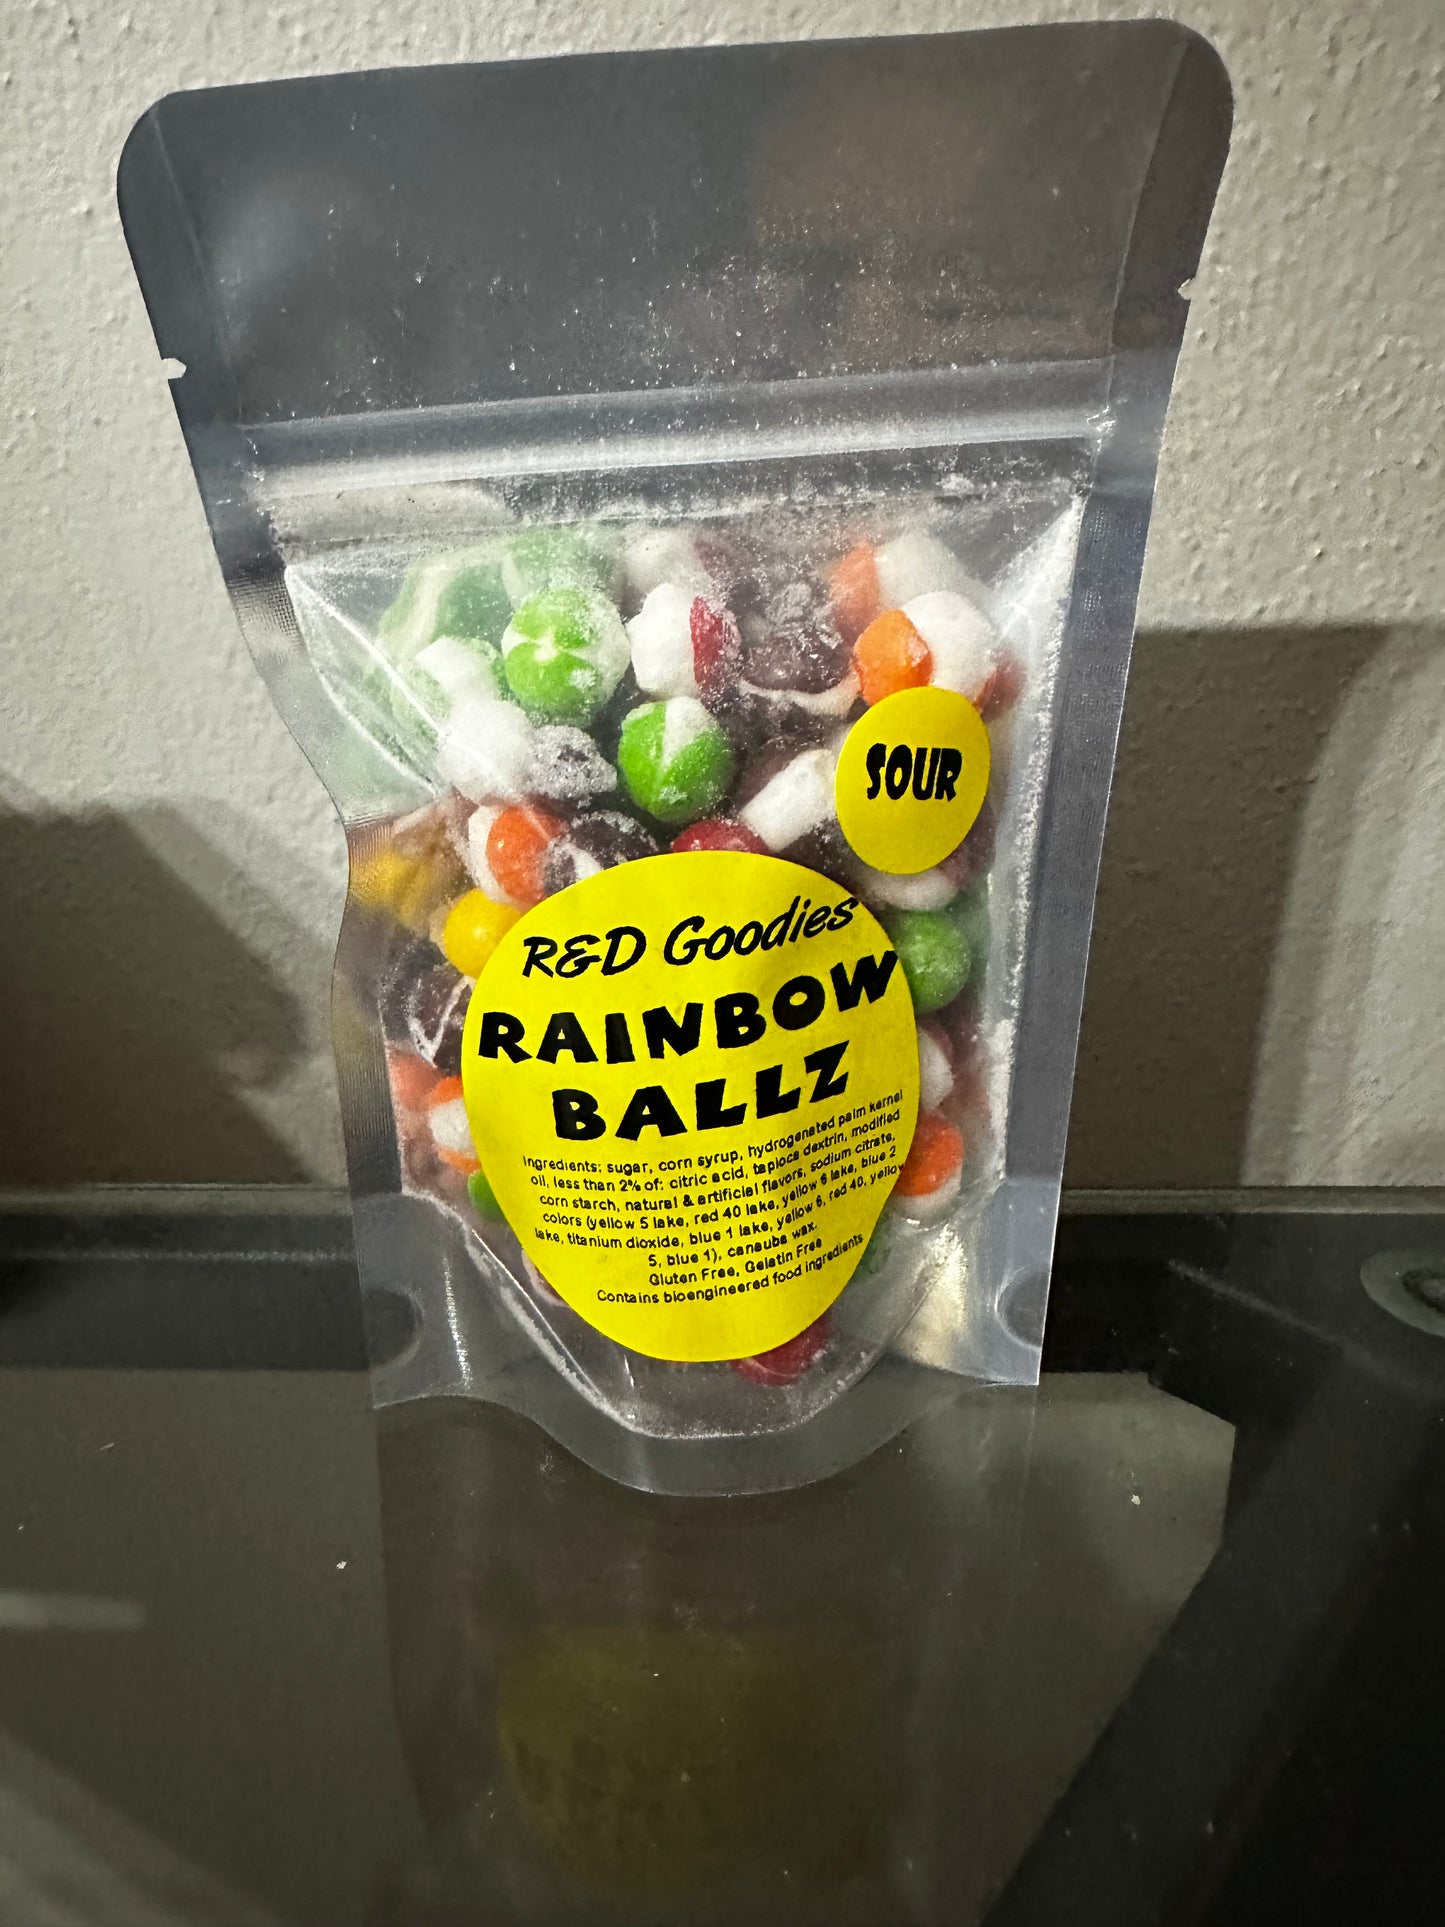 SOUR
R&D Goodies
RAINBOW
BALLZ
Ingredients: sugar, corn syrup, hydrogenated palm kernel
oil, less than 2% of: citric acid, tapioca dextrin, modified
corn starch, natural & artificial flavors, sodium citrate,
colors (yellow 5 lake, red 40 lake, yellow 6 lake, blue 2
lake, titanium dioxide, blue 1 lake, yellow 6, red 40, yellow
5, blue 1), canauba wax.
Gluten Free, Gelatin Free
Contains bioengineered food ingredients